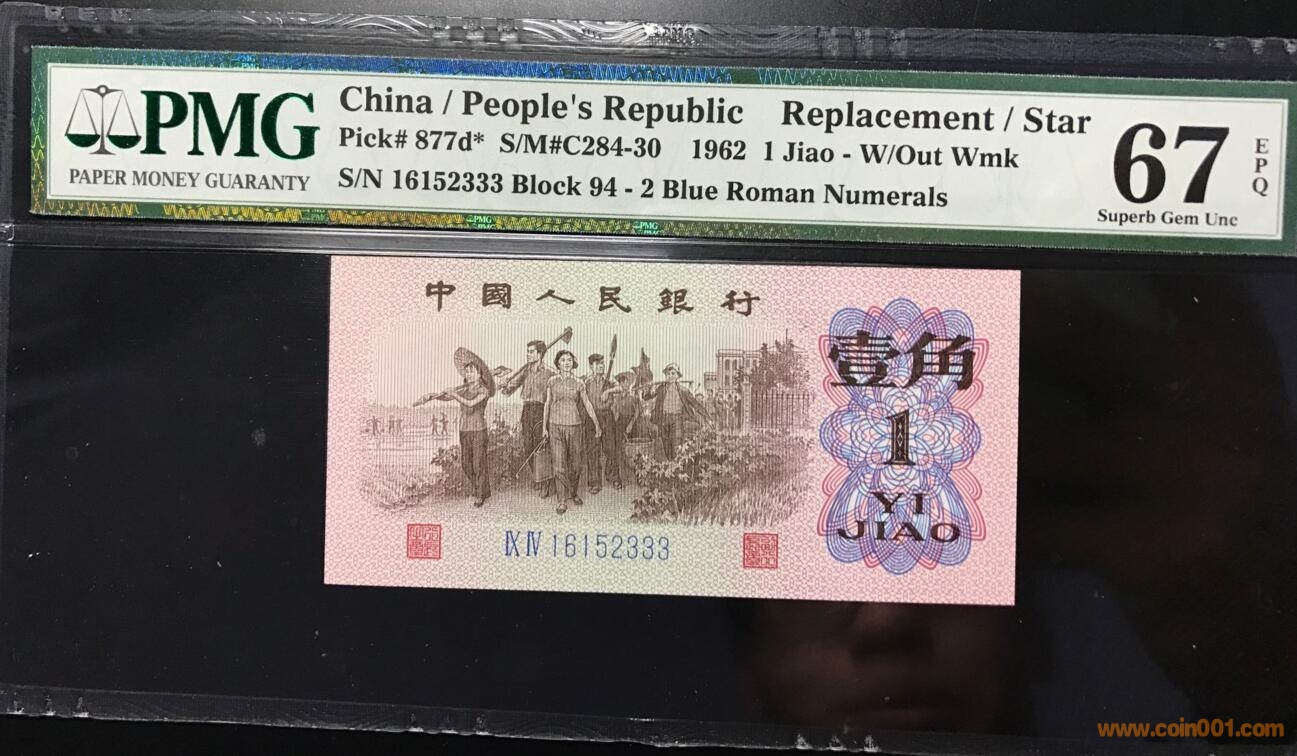 PMG
PAPER MONEY GUARANTY
China / People's Republic Replacement / Star
Pick# 877d* S/M#C284-30 1962 1 Jiao - W/Out Wmk
S/N 16152333 Block 94 - 2 Blue Roman Numerals
67
EPQ
Superb Gem Unc
中國人民銀行
壹角
1
YI
JIAO
IX IV 16152333
www.coin001.com